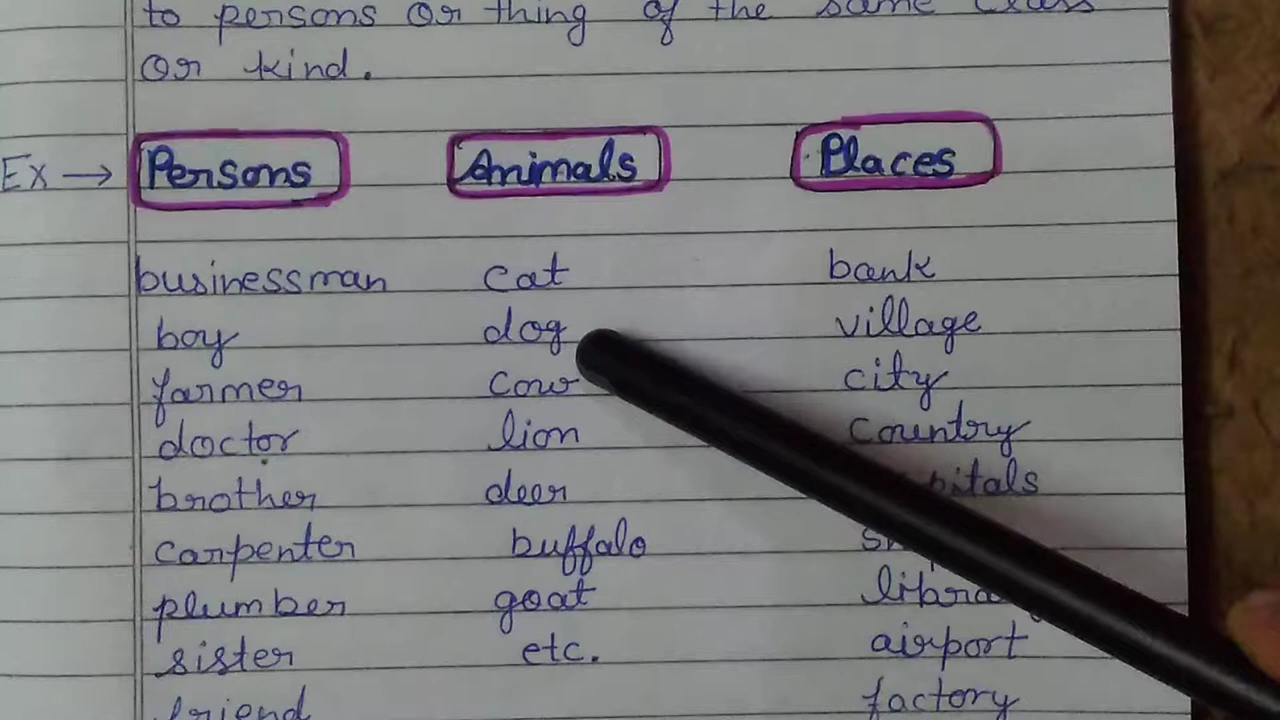 to persons or thing of the same class
or kind.
Ex → Persons Animals Places
businessman cat bank
boy dog village
farmer cow city
doctor lion country
brother deer
carpenter buffalo
plumber goat
sister etc. airport
friend factory